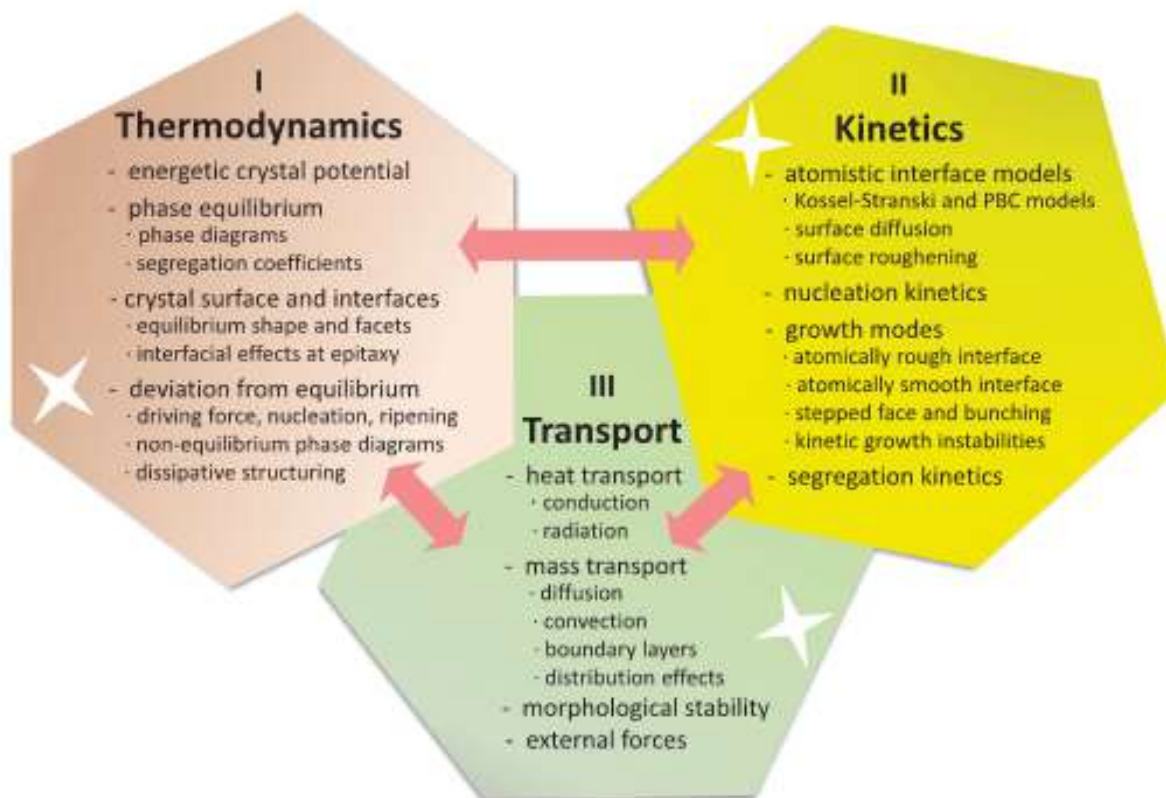 I
Thermodynamics
- energetic crystal potential
- phase equilibrium
· phase diagrams
· segregation coefficients
- crystal surface and interfaces
· equilibrium shape and facets
· interfacial effects at epitaxy
- deviation from equilibrium
· driving force, nucleation, ripening
· non-equilibrium phase diagrams
· dissipative structuring
II
Kinetics
- atomistic interface models
· Kossel-Stranski and PBC models
· surface diffusion
· surface roughening
- nucleation kinetics
- growth modes
· atomically rough interface
· atomically smooth interface
· stepped face and bunching
· kinetic growth instabilities
- segregation kinetics
III
Transport
- heat transport
· conduction
· radiation
- mass transport
· diffusion
· convection
· boundary layers
· distribution effects
- morphological stability
- external forces